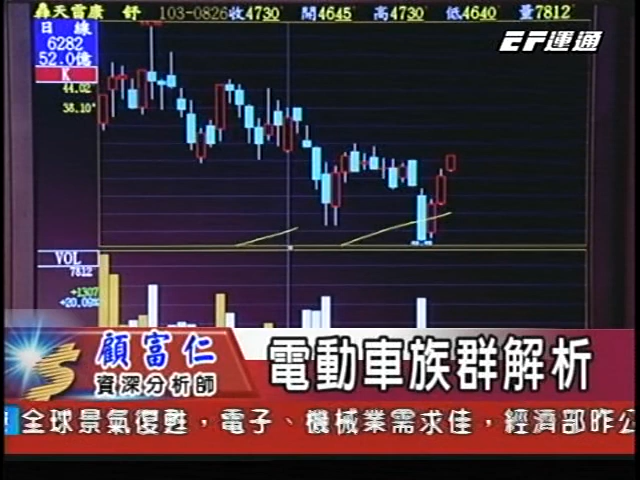 轟天雷康 舒 103-0826收4730 開4645 高4730 低4640 量7812
日 線
6282
52.0億
K
44.02
38.10
EF運通
VOL
7812
+1307
+20.09%
顧富仁
資深分析師
電動車族群解析
全球景氣復甦，電子、機械業需求佳，經濟部昨公